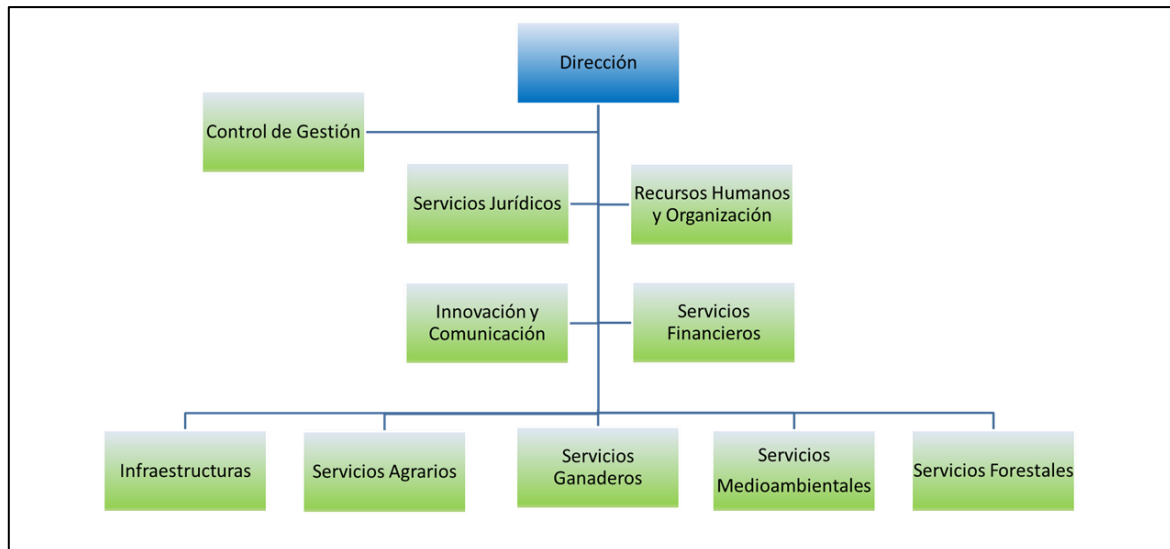 Dirección
Control de Gestión
Servicios Jurídicos
Recursos Humanos
y Organización
Innovación y
Comunicación
Servicios
Financieros
Infraestructuras
Servicios Agrarios
Servicios
Ganaderos
Servicios
Medioambientales
Servicios Forestales